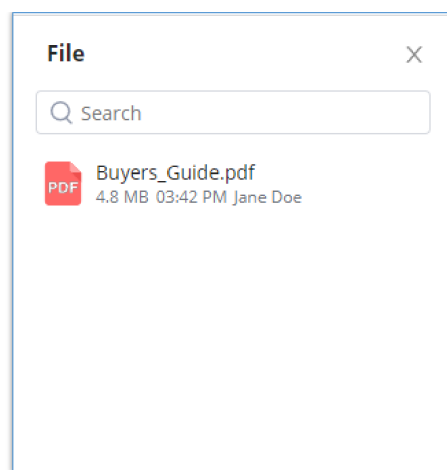 File
Search
PDF
Buyers_Guide.pdf
4.8 MB 03:42 PM Jane Doe